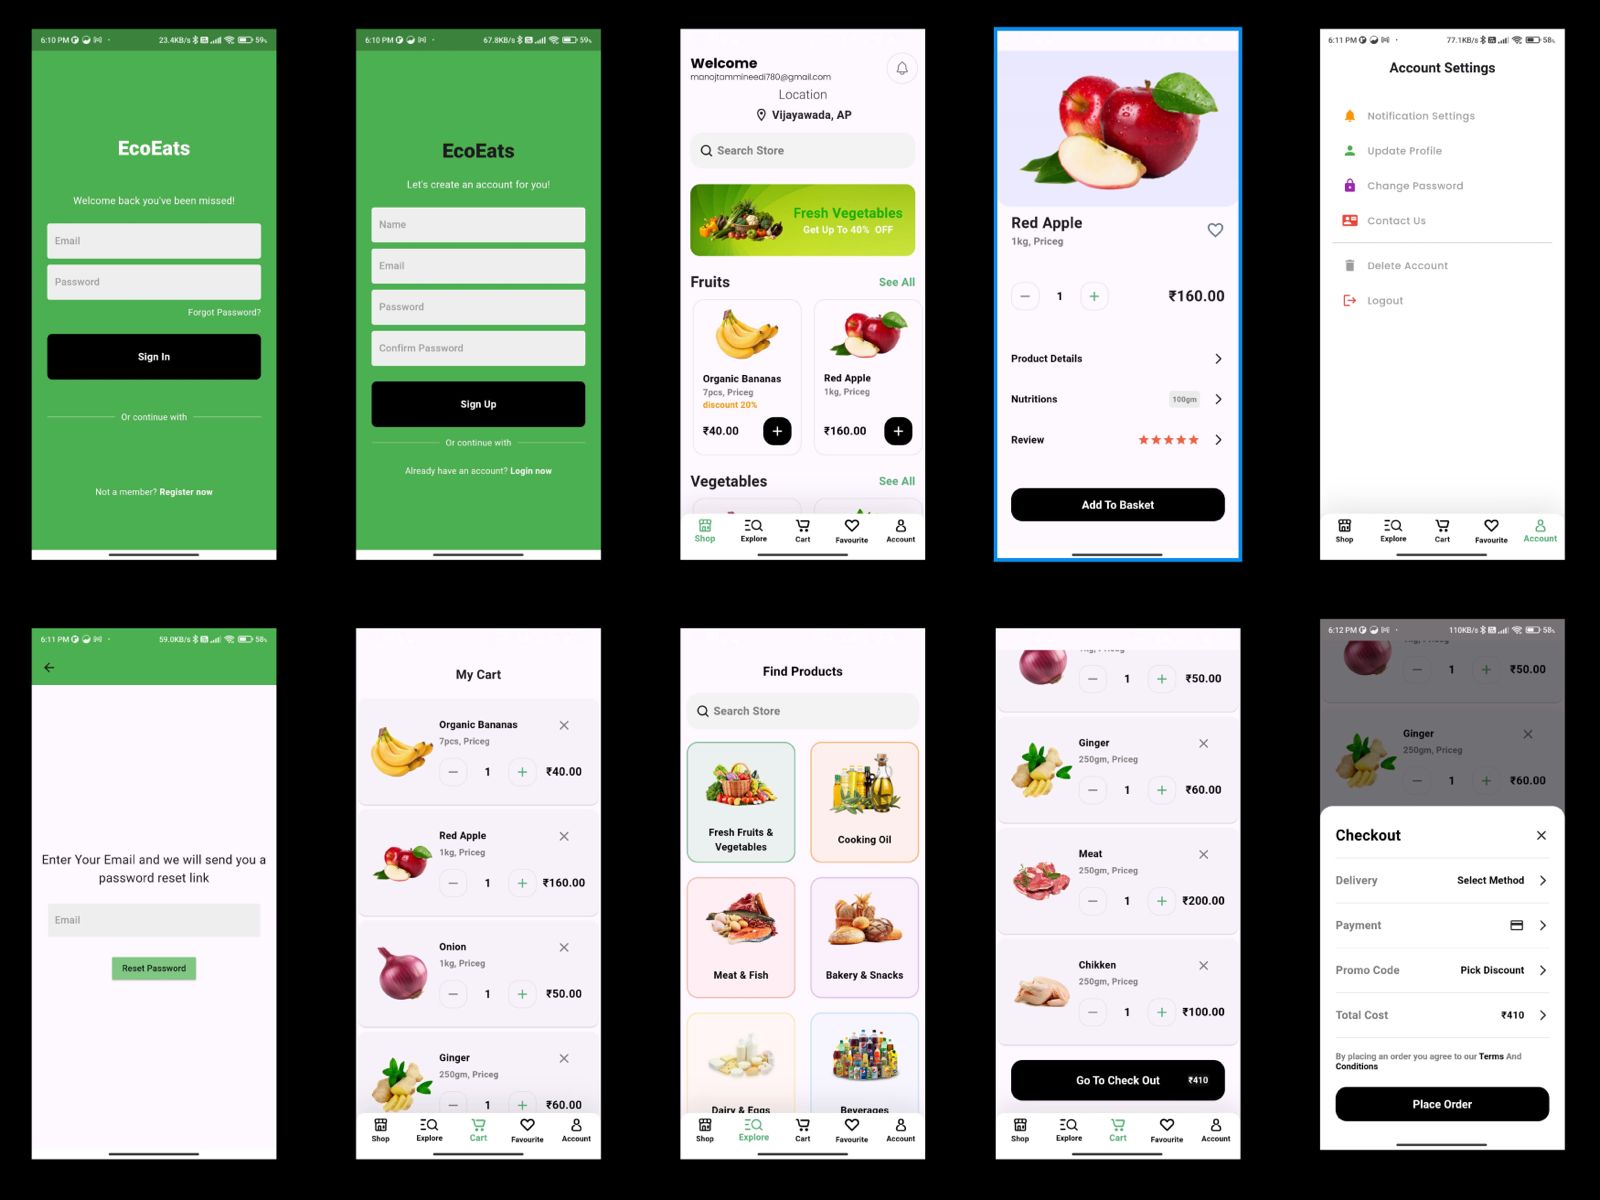 6:10 PM
23.4KB/s
59%
EcoEats
Welcome back you've been missed!
Email
Password
Forgot Password?
Sign In
Or continue with
Not a member? Register now
6:10 PM
67.8KB/s
59%
EcoEats
Let's create an account for you!
Name
Email
Password
Confirm Password
Sign Up
Or continue with
Already have an account? Login now
Welcome
manojtammineedi780@gmail.com
Location
Vijayawada, AP
Search Store
Fresh Vegetables
Get Up To 40% OFF
Fruits
See All
Organic Bananas
7pcs, Priceg
discount 20%
₹40.00
Red Apple
1kg, Priceg
₹160.00
Vegetables
See All
Shop
Explore
Cart
Favourite
Account
Red Apple
1kg, Priceg
1
₹160.00
Product Details
Nutritions
100gm
Review
Add To Basket
6:11 PM
77.1KB/s
58%
Account Settings
Notification Settings
Update Profile
Change Password
Contact Us
Delete Account
Logout
Shop
Explore
Cart
Favourite
Account
6:11 PM
59.0KB/s
58%
Enter Your Email and we will send you a
password reset link
Email
Reset Password
My Cart
Organic Bananas
7pcs, Priceg
1
₹40.00
Red Apple
1kg, Priceg
1
₹160.00
Onion
1kg, Priceg
1
₹50.00
Ginger
250gm, Priceg
1
₹60.00
Shop
Explore
Cart
Favourite
Account
Find Products
Search Store
Fresh Fruits &
Vegetables
Cooking Oil
Meat & Fish
Bakery & Snacks
Dairy & Eggs
Beverages
Shop
Explore
Cart
Favourite
Account
1kg, Priceg
1
₹50.00
Ginger
250gm, Priceg
1
₹60.00
Meat
250gm, Priceg
1
₹200.00
Chikken
250gm, Priceg
1
₹100.00
Go To Check Out
₹410
Shop
Explore
Cart
Favourite
Account
6:12 PM
110KB/s
58%
1kg, Priceg
1
₹50.00
Ginger
250gm, Priceg
1
₹60.00
Checkout
Delivery
Select Method
Payment
Promo Code
Pick Discount
Total Cost
₹410
By placing an order you agree to our Terms And
Conditions
Place Order